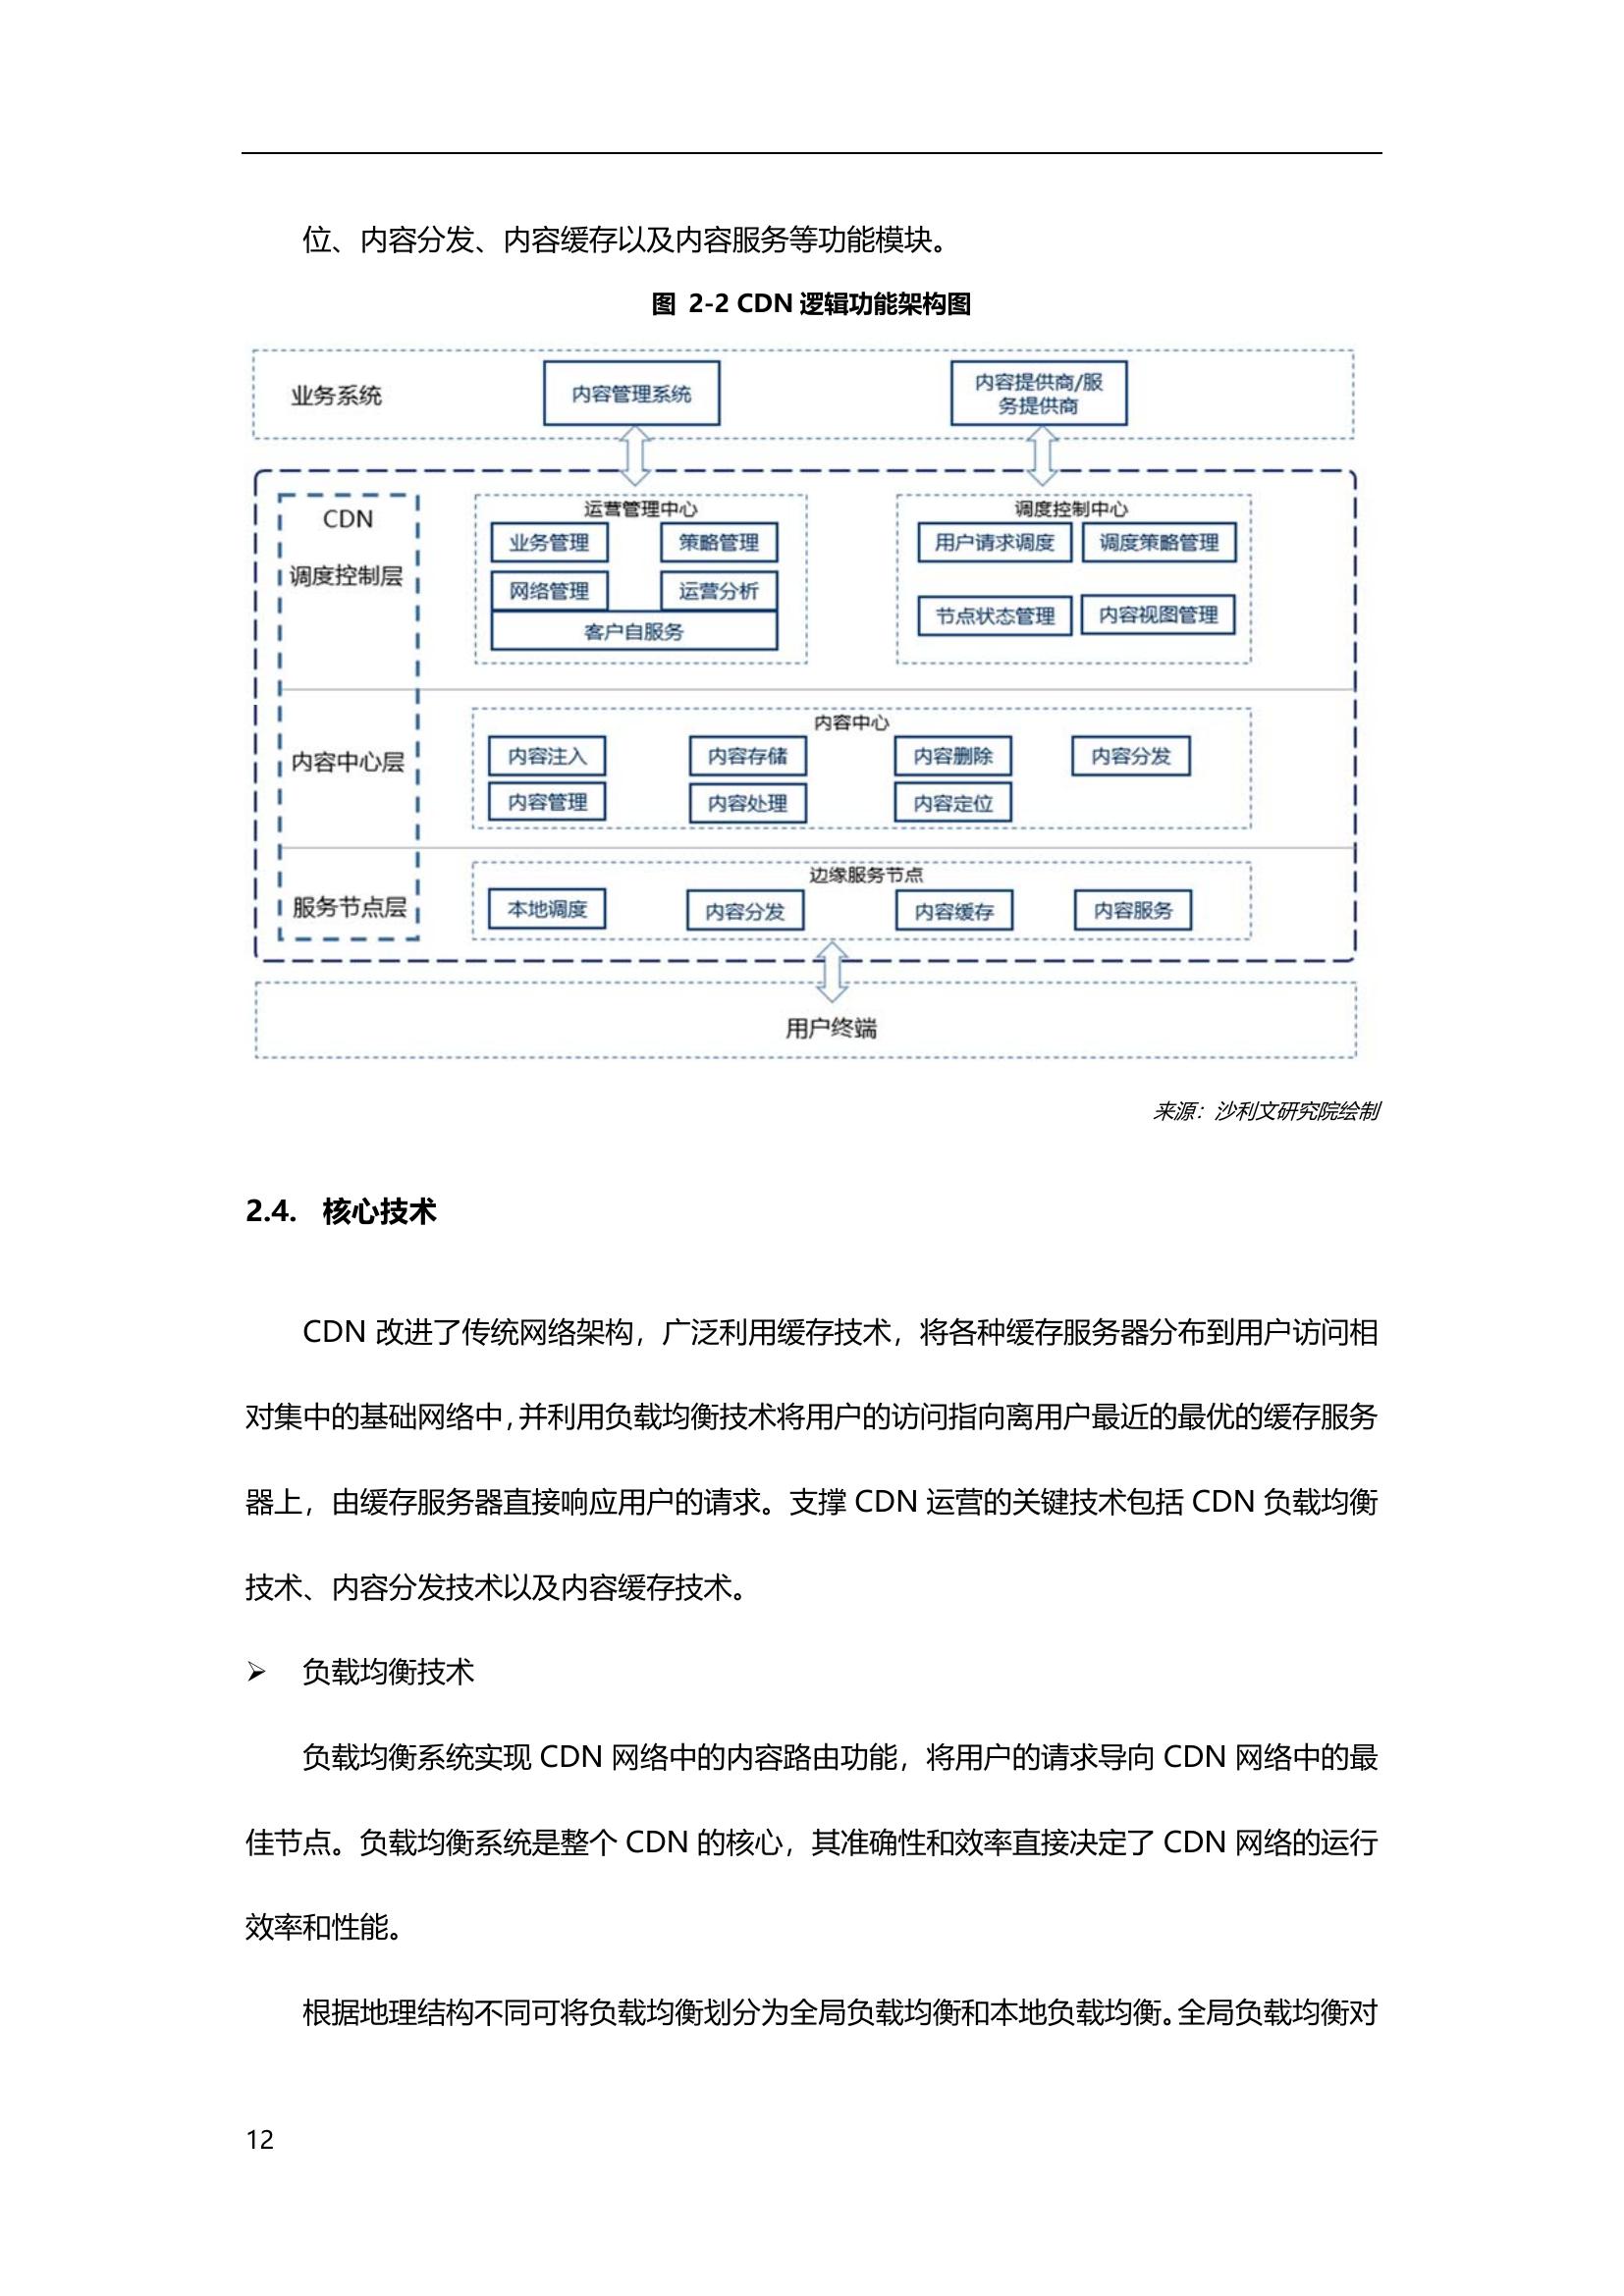 位、内容分发、内容缓存以及内容服务等功能模块。
图 2-2 CDN 逻辑功能架构图
业务系统
内容管理系统
内容提供商/服
务提供商
CDN
调度控制层
运营管理中心
业务管理
策略管理
网络管理
运营分析
客户自服务
调度控制中心
用户请求调度
调度策略管理
节点状态管理
内容视图管理
内容中心层
内容中心
内容注入
内容存储
内容删除
内容分发
内容管理
内容处理
内容定位
服务节点层
边缘服务节点
本地调度
内容分发
内容缓存
内容服务
用户终端
来源：沙利文研究院绘制
2.4. 核心技术
CDN 改进了传统网络架构，广泛利用缓存技术，将各种缓存服务器分布到用户访问相
对集中的基础网络中，并利用负载均衡技术将用户的访问指向离用户最近的最优的缓存服务
器上，由缓存服务器直接响应用户的请求。支撑 CDN 运营的关键技术包括 CDN 负载均衡
技术、内容分发技术以及内容缓存技术。
➢ 负载均衡技术
负载均衡系统实现 CDN 网络中的内容路由功能，将用户的请求导向 CDN 网络中的最
佳节点。负载均衡系统是整个 CDN 的核心，其准确性和效率直接决定了 CDN 网络的运行
效率和性能。
根据地理结构不同可将负载均衡划分为全局负载均衡和本地负载均衡。全局负载均衡对
12